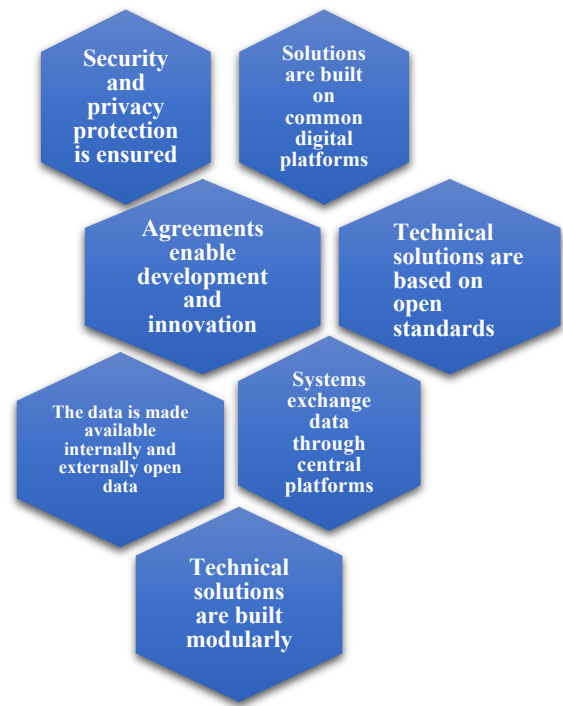 Security
and
privacy
protection
is ensured
Solutions
are built
on
common
digital
platforms
Agreements
enable
development
and
innovation
Technical
solutions are
based on
open
standards
The data is made
available
internally and
externally open
data
Systems
exchange
data
through
central
platforms
Technical
solutions
are built
modularly